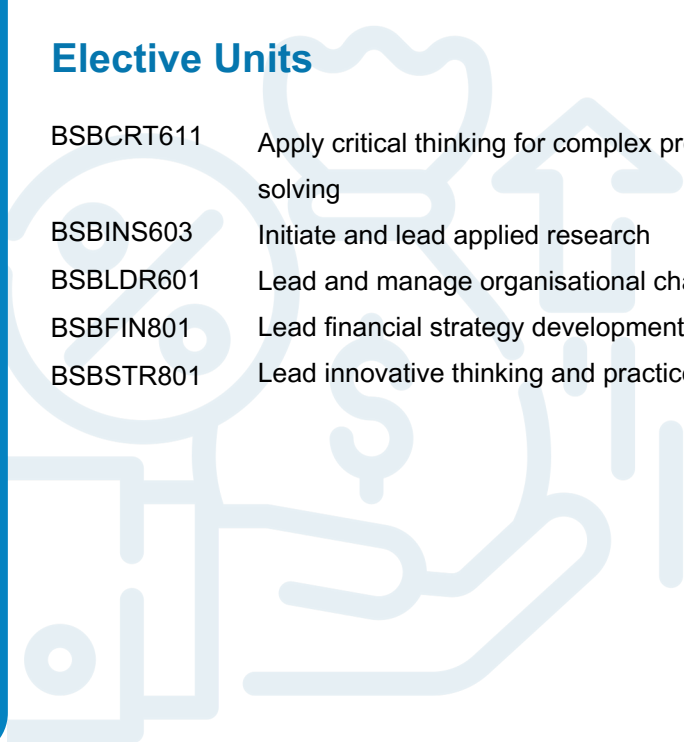 Elective Units
BSBCRT611 Apply critical thinking for complex
solving
BSBINS603 Initiate and lead applied research
BSBLDR601 Lead and manage organisational
BSBFIN801 Lead financial strategy development
BSBSTR801 Lead innovative thinking and practice
$